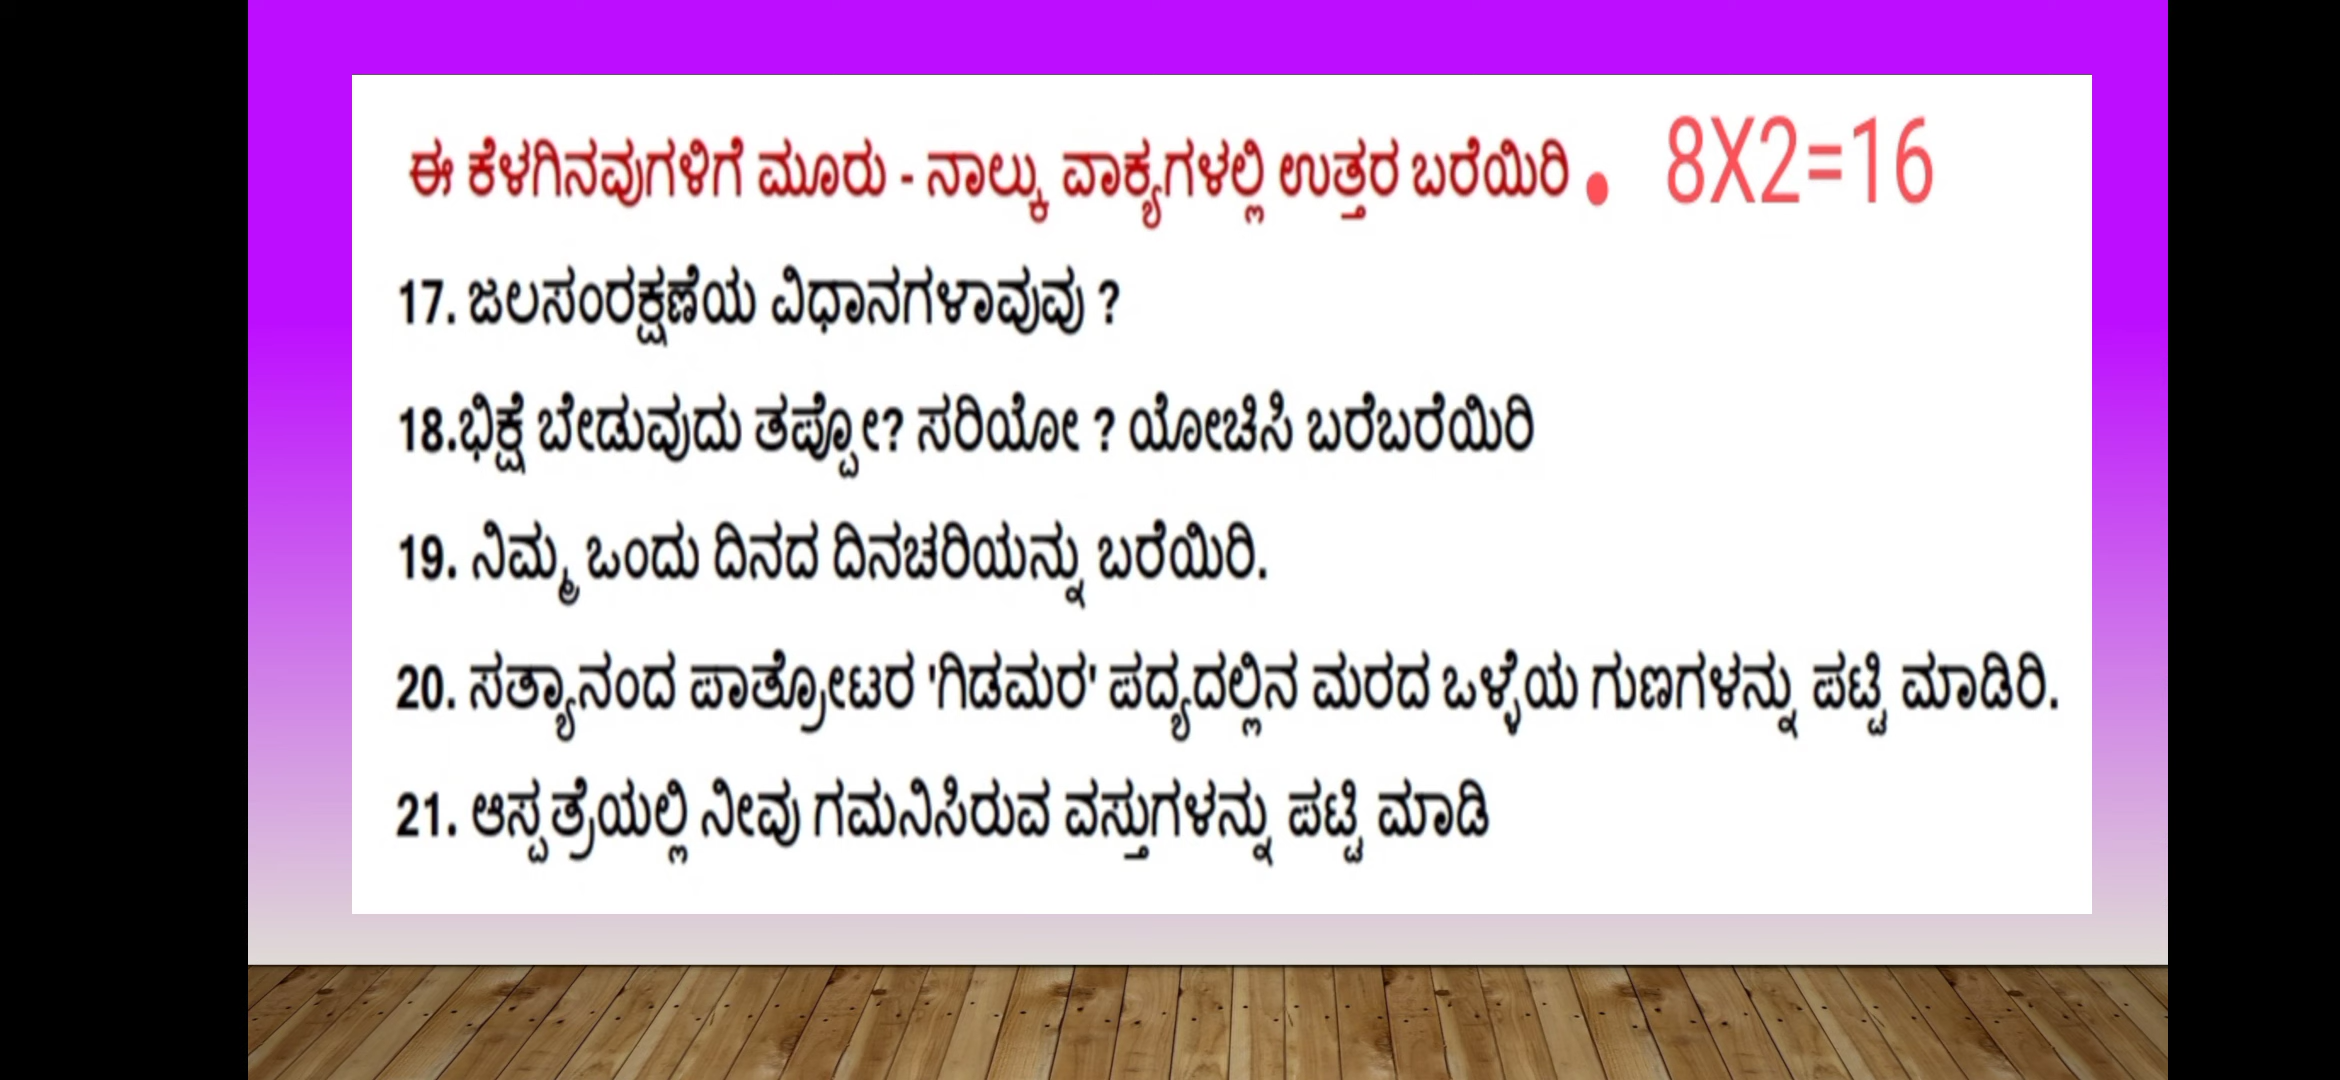 ಈ ಕೆಳಗಿನವುಗಳಿಗೆ ಮೂರು - ನಾಲ್ಕು ವಾಕ್ಯಗಳಲ್ಲಿ ಉತ್ತರ ಬರೆಯಿರಿ. 8X2=16
17. ಜಲಸಂರಕ್ಷಣೆಯ ವಿಧಾನಗಳಾವುವು ?
18.ಭಿಕ್ಷೆ ಬೇಡುವುದು ತಪ್ಪೋ? ಸರಿಯೋ ? ಯೋಚಿಸಿ ಬರೆಬರೆಯಿರಿ
19. ನಿಮ್ಮ ಒಂದು ದಿನದ ದಿನಚರಿಯನ್ನು ಬರೆಯಿರಿ.
20. ಸತ್ಯಾನಂದ ಪಾತ್ರೋಟರ 'ಗಿಡಮರ' ಪದ್ಯದಲ್ಲಿನ ಮರದ ಒಳ್ಳೆಯ ಗುಣಗಳನ್ನು ಪಟ್ಟಿ ಮಾಡಿರಿ.
21. ಆಸ್ಪತ್ರೆಯಲ್ಲಿ ನೀವು ಗಮನಿಸಿರುವ ವಸ್ತುಗಳನ್ನು ಪಟ್ಟಿ ಮಾಡಿ